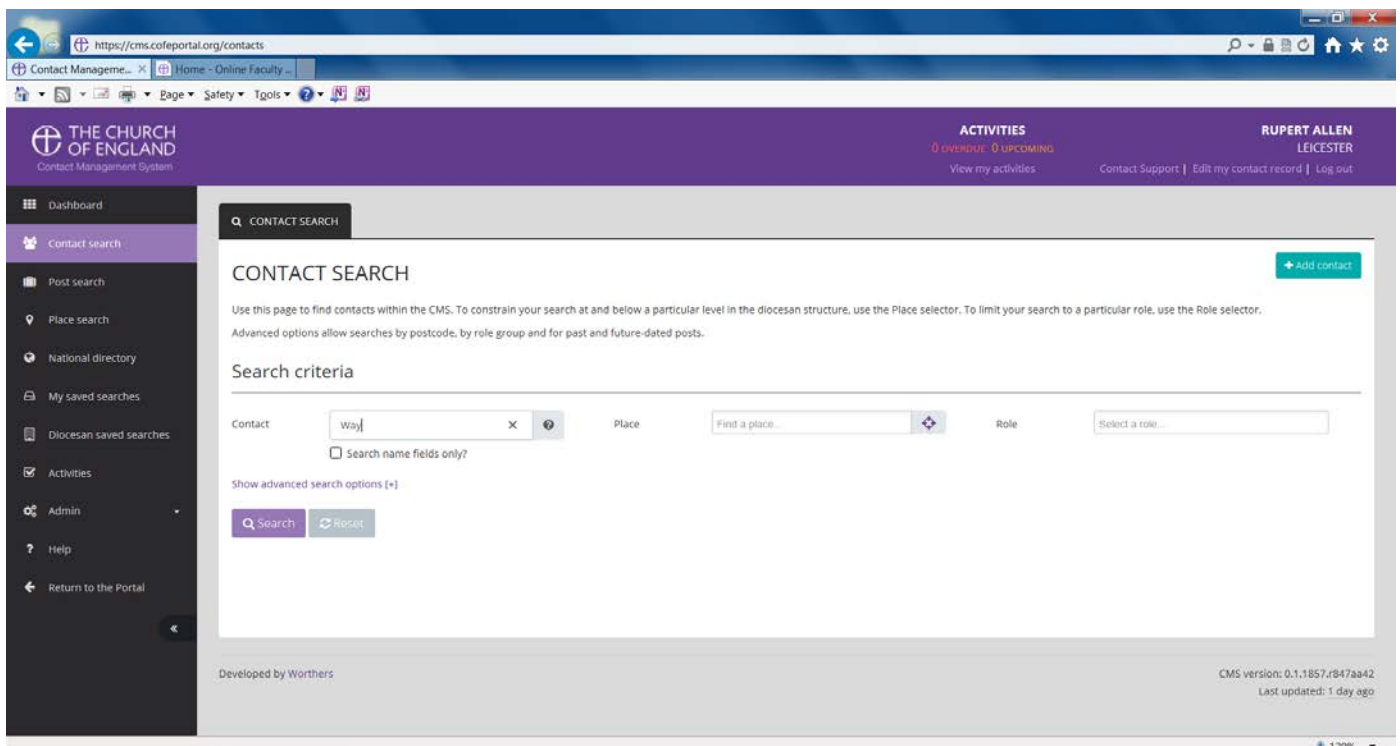 https://cms.cofeportal.org/contacts
Contact Manageme... Home - Online Faculty ...
Page Safety Tools
THE CHURCH
OF ENGLAND
Contact Management System
ACTIVITIES
0 OVERDUE 0 UPCOMING
View my activities
RUPERT ALLEN
LEICESTER
Contact Support | Edit my contact record | Log out
Dashboard
Contact search
Post search
Place search
National directory
My saved searches
Diocesan saved searches
Activities
Admin
Help
Return to the Portal
CONTACT SEARCH
CONTACT SEARCH
+ Add contact
Use this page to find contacts within the CMS. To constrain your search at and below a particular level in the diocesan structure, use the Place selector. To limit your search to a particular role, use the Role selector.
Advanced options allow searches by postcode, by role group and for past and future-dated posts.
Search criteria
Contact Way Place Find a place... Role Select a role...
Search name fields only?
Show advanced search options [+]
Search Reset
Developed by Worthers
CMS version: 0.1.1857.r847aa42
Last updated: 1 day ago